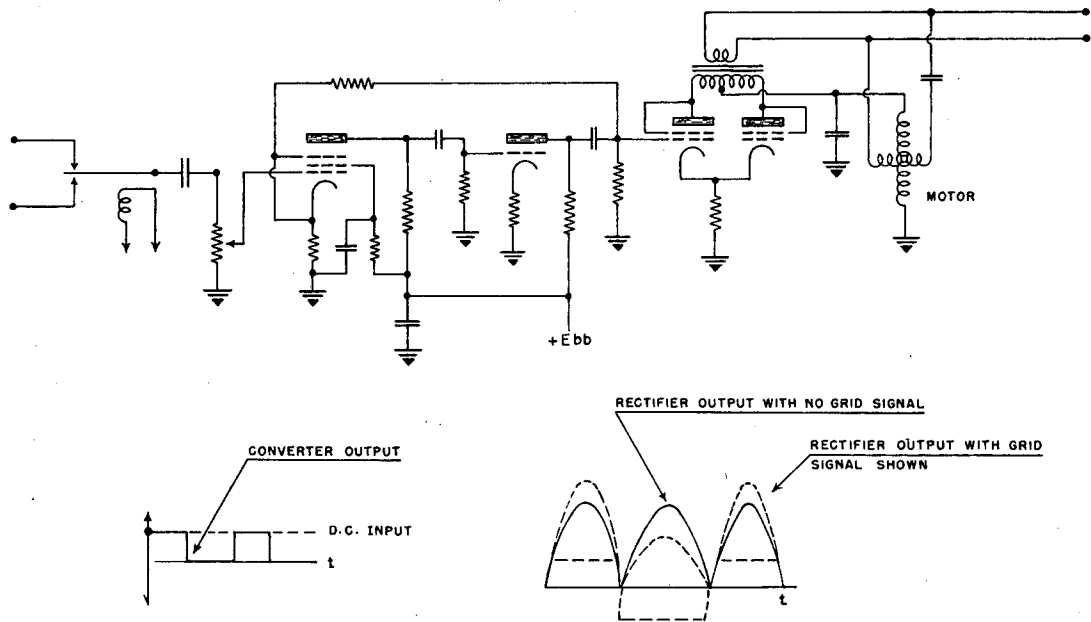 MOTOR
+Ebb
RECTIFIER OUTPUT WITH NO GRID SIGNAL
CONVERTER OUTPUT
RECTIFIER OUTPUT WITH GRID
SIGNAL SHOWN
D.C. INPUT
t
t